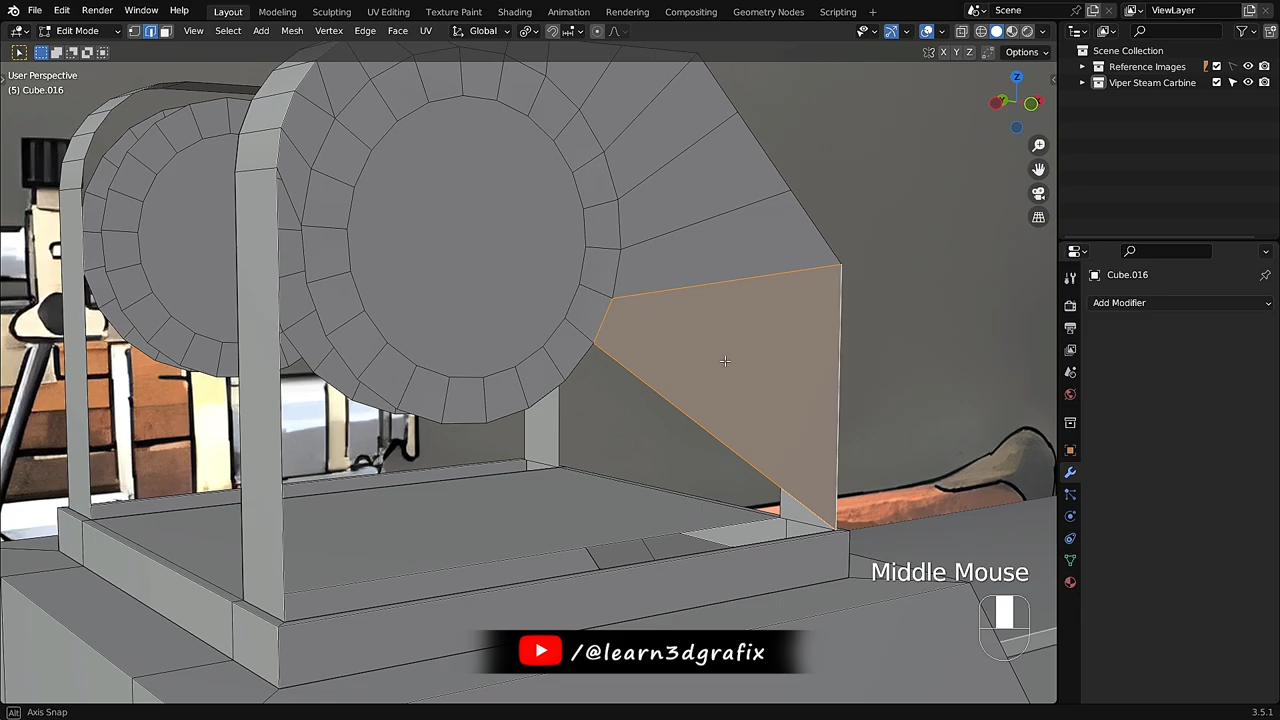 File Edit Render Window Help Layout Modeling Sculpting UV Editing Texture Paint Shading Animation Rendering Compositing Geometry Nodes Scripting + Scene ViewLayer
Edit Mode View Select Add Mesh Vertex Edge Face UV Global
X Y Z Options
User Perspective
(5) Cube.016
Z
Scene Collection
Reference Images
Viper Steam Carbine
Cube.016
Add Modifier
Middle Mouse
/@learn3dgrafix
Alt Axis Snap
3.5.1